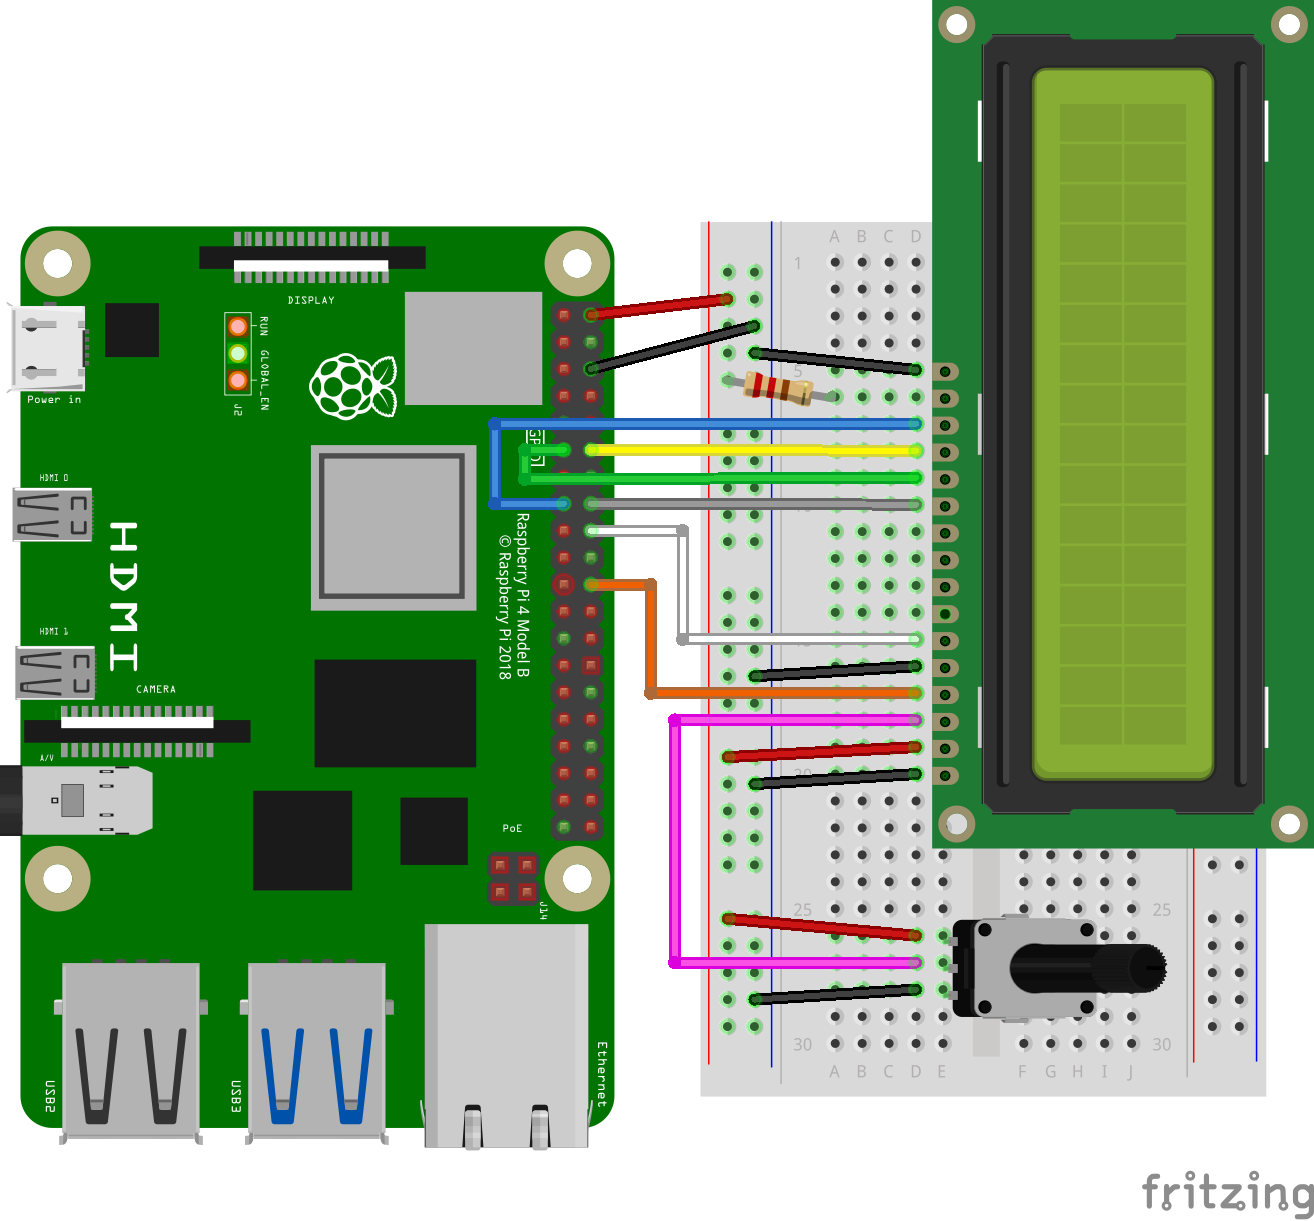 DISPLAY
RUN
GLOBAL_EN
J2
Power in
GPIO
HDMI 0
HDMI
HDMI 1
Raspberry Pi 4 Model B
© Raspberry Pi 2018
CAMERA
A/V
PoE
J14
USB2
USB3
Ethernet
A B C D
1
5
20
25 25
30 30
A B C D E F G H I J
fritzing